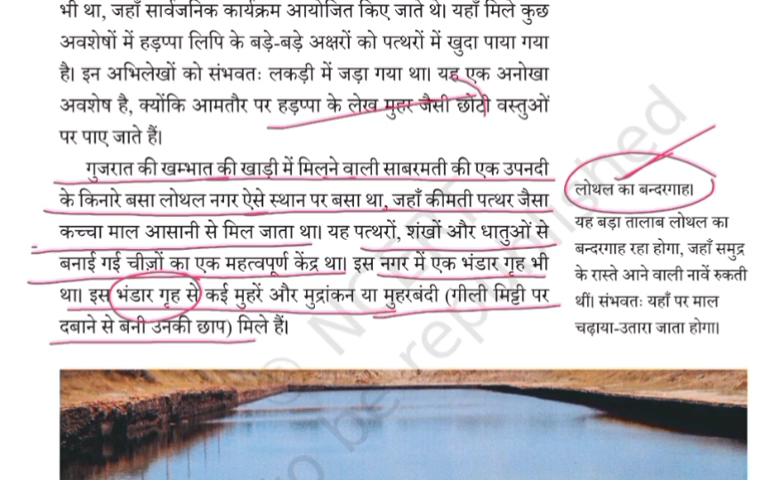 भी था, जहाँ सार्वजनिक कार्यक्रम आयोजित किए जाते थे। यहाँ मिले कुछ
अवशेषों में हड़प्पा लिपि के बड़े-बड़े अक्षरों को पत्थरों में खुदा पाया गया
है। इन अभिलेखों को संभवतः लकड़ी में जड़ा गया था। यह एक अनोखा
अवशेष है, क्योंकि आमतौर पर हड़प्पा के लेख मुहर जैसी छोटी वस्तुओं
पर पाए जाते हैं।
गुजरात की खम्भात की खाड़ी में मिलने वाली साबरमती की एक उपनदी
के किनारे बसा लोथल नगर ऐसे स्थान पर बसा था, जहाँ कीमती पत्थर जैसा
कच्चा माल आसानी से मिल जाता था। यह पत्थरों, शंखों और धातुओं से
बनाई गई चीज़ों का एक महत्वपूर्ण केंद्र था। इस नगर में एक भंडार गृह भी
था। इस भंडार गृह से कई मुहरें और मुद्रांकन या मुहरबंदी (गीली मिट्टी पर
दबाने से बनी उनकी छाप) मिले हैं।
लोथल का बन्दरगाह।
यह बड़ा तालाब लोथल का
बन्दरगाह रहा होगा, जहाँ समुद्र
के रास्ते आने वाली नावें रुकती
थीं। संभवतः यहाँ पर माल
चढ़ाया-उतारा जाता होगा।
© NCERT
to be republished